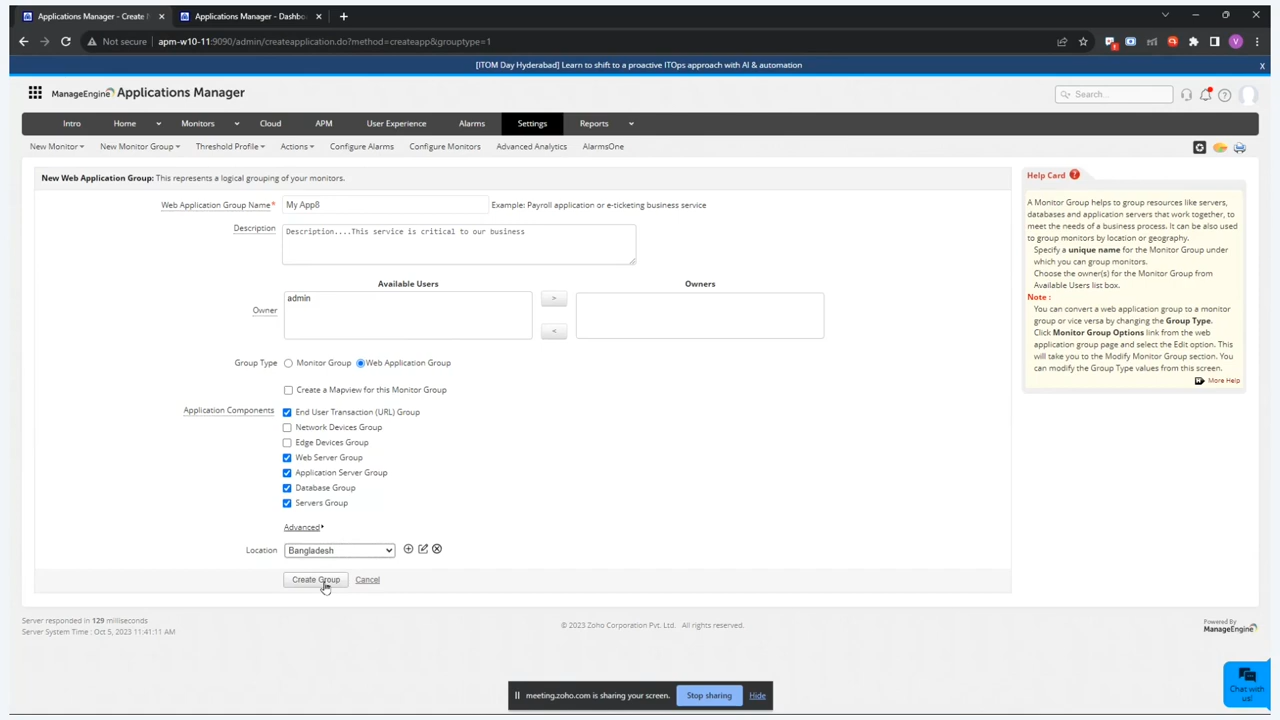 Applications Manager - Create
Applications Manager - Dashbo
Not secure
apm-w10-11:9090/admin/createapplication.do?method=createapp&grouptype=1
[ITOM Day Hyderabad] Learn to shift to a proactive ITOps approach with AI & automation
X
ManageEngine Applications Manager
Search...
Intro
Home
Monitors
Cloud
APM
User Experience
Alarms
Settings
Reports
New Monitor
New Monitor Group
Threshold Profile
Actions
Configure Alarms
Configure Monitors
Advanced Analytics
AlarmsOne
New Web Application Group: This represents a logical grouping of your monitors.
Web Application Group Name*
My App8
Example: Payroll application or e-ticketing business service
Description
Description....This service is critical to our business
Available Users
Owners
Owner
admin
>
<
Group Type
Monitor Group
Web Application Group
Create a Mapview for this Monitor Group
Application Components
End User Transaction (URL) Group
Network Devices Group
Edge Devices Group
Web Server Group
Application Server Group
Database Group
Servers Group
Advanced
Location
Bangladesh
Create Group
Cancel
Help Card
A Monitor Group helps to group resources like servers,
databases and application servers that work together, to
meet the needs of a business process. It can be also used
to group monitors by location or geography.
Specify a unique name for the Monitor Group under
which you can group monitors.
Choose the owner(s) for the Monitor Group from
Available Users list box.
Note :
You can convert a web application group to a monitor
group or vice versa by changing the Group Type.
Click Monitor Group Options link from the web
application group page and select the Edit option. This
will take you to the Modify Monitor Group section. You
can modify the Group Type values from this screen.
More Help
Server responded in 129 milliseconds
Server System Time : Oct 5, 2023 11:41:11 AM
© 2023 Zoho Corporation Pvt. Ltd. All rights reserved.
Powered By
ManageEngine
meeting.zoho.com is sharing your screen.
Stop sharing
Hide
Chat with
us!